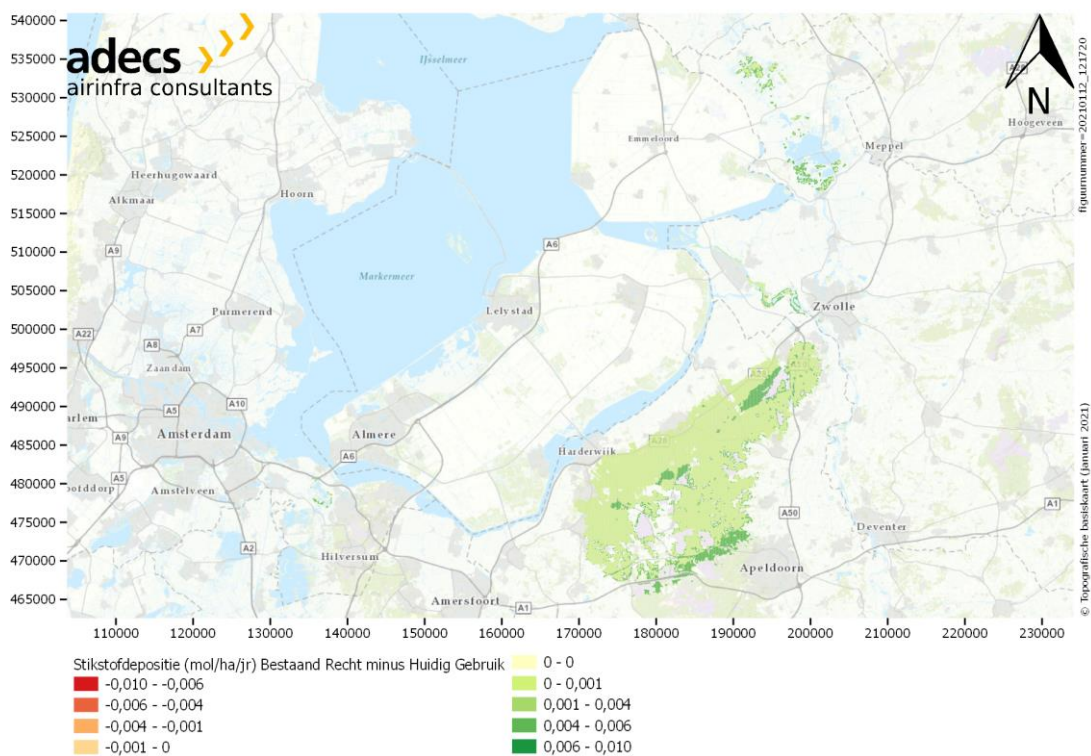 541000
535000
530000
525000
520000
515000
510000
505000
500000
495000
490000
485000
480000
475000
470000
465000
adecs
airinfra consultants
IJsselmeer
N
Hoogeveen
Emmeloord
Meppel
Heerhugowaard
Alkmaar
Hoorn
A9
A6
Markermeer
Lelystad
Zwolle
Purmerend
A22
A7
A8
Zaandam
A10
A5
Amsterdam
A9
Almere
A6
Harderwijk
A28
A5
Amstelveen
A50
A1
Deventer
A2
Hilversum
Apeldoorn
Amersfoort
A1
110000 120000 130000 140000 150000 160000 170000 180000 190000 200000 210000 220000 230000
figuurnummer=20210112_121720
© Topografische basiskaart (januari 2021)
Stikstofdepositie (mol/ha/jr) Bestaand Recht minus Huidig Gebruik
-0,010 - -0,006
-0,006 - -0,004
-0,004 - -0,001
-0,001 - 0
0 - 0
0 - 0,001
0,001 - 0,004
0,004 - 0,006
0,006 - 0,010